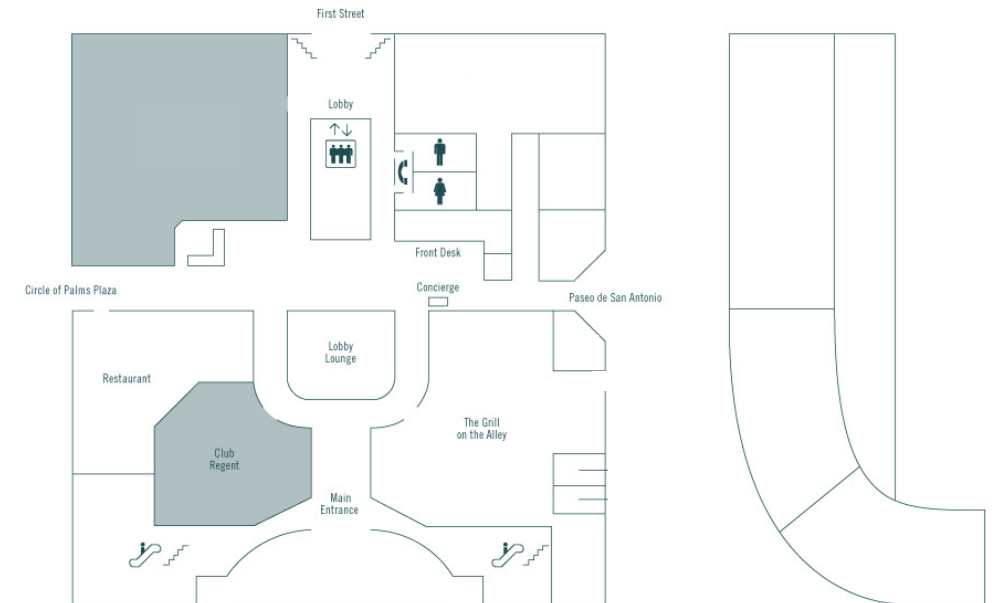 First Street
Lobby
Front Desk
Circle of Palms Plaza
Concierge
Paseo de San Antonio
Lobby
Lounge
Restaurant
The Grill
on the Alley
Club
Regent
Main
Entrance